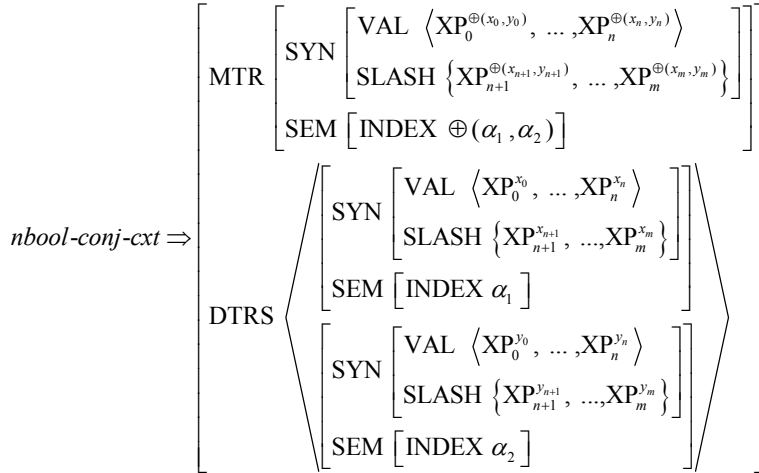 VAL ⟨XP₀^⊕(x₀,y₀), ... ,XPₙ^⊕(xₙ,yₙ)⟩
MTR SYN SLASH {XPₙ₊₁^⊕(xₙ₊₁,yₙ₊₁), ... ,XPₘ^⊕(xₘ,yₘ)}
SEM [INDEX ⊕(α₁,α₂)]
nbool-conj-cxt ⇒
VAL ⟨XP₀^x₀, ... ,XPₙ^xₙ⟩
SYN SLASH {XPₙ₊₁^xₙ₊₁, ...,XPₘ^xₘ}
SEM [INDEX α₁]
DTRS
VAL ⟨XP₀^y₀, ... ,XPₙ^yₙ⟩
SYN SLASH {XPₙ₊₁^yₙ₊₁, ...,XPₘ^yₘ}
SEM [INDEX α₂]